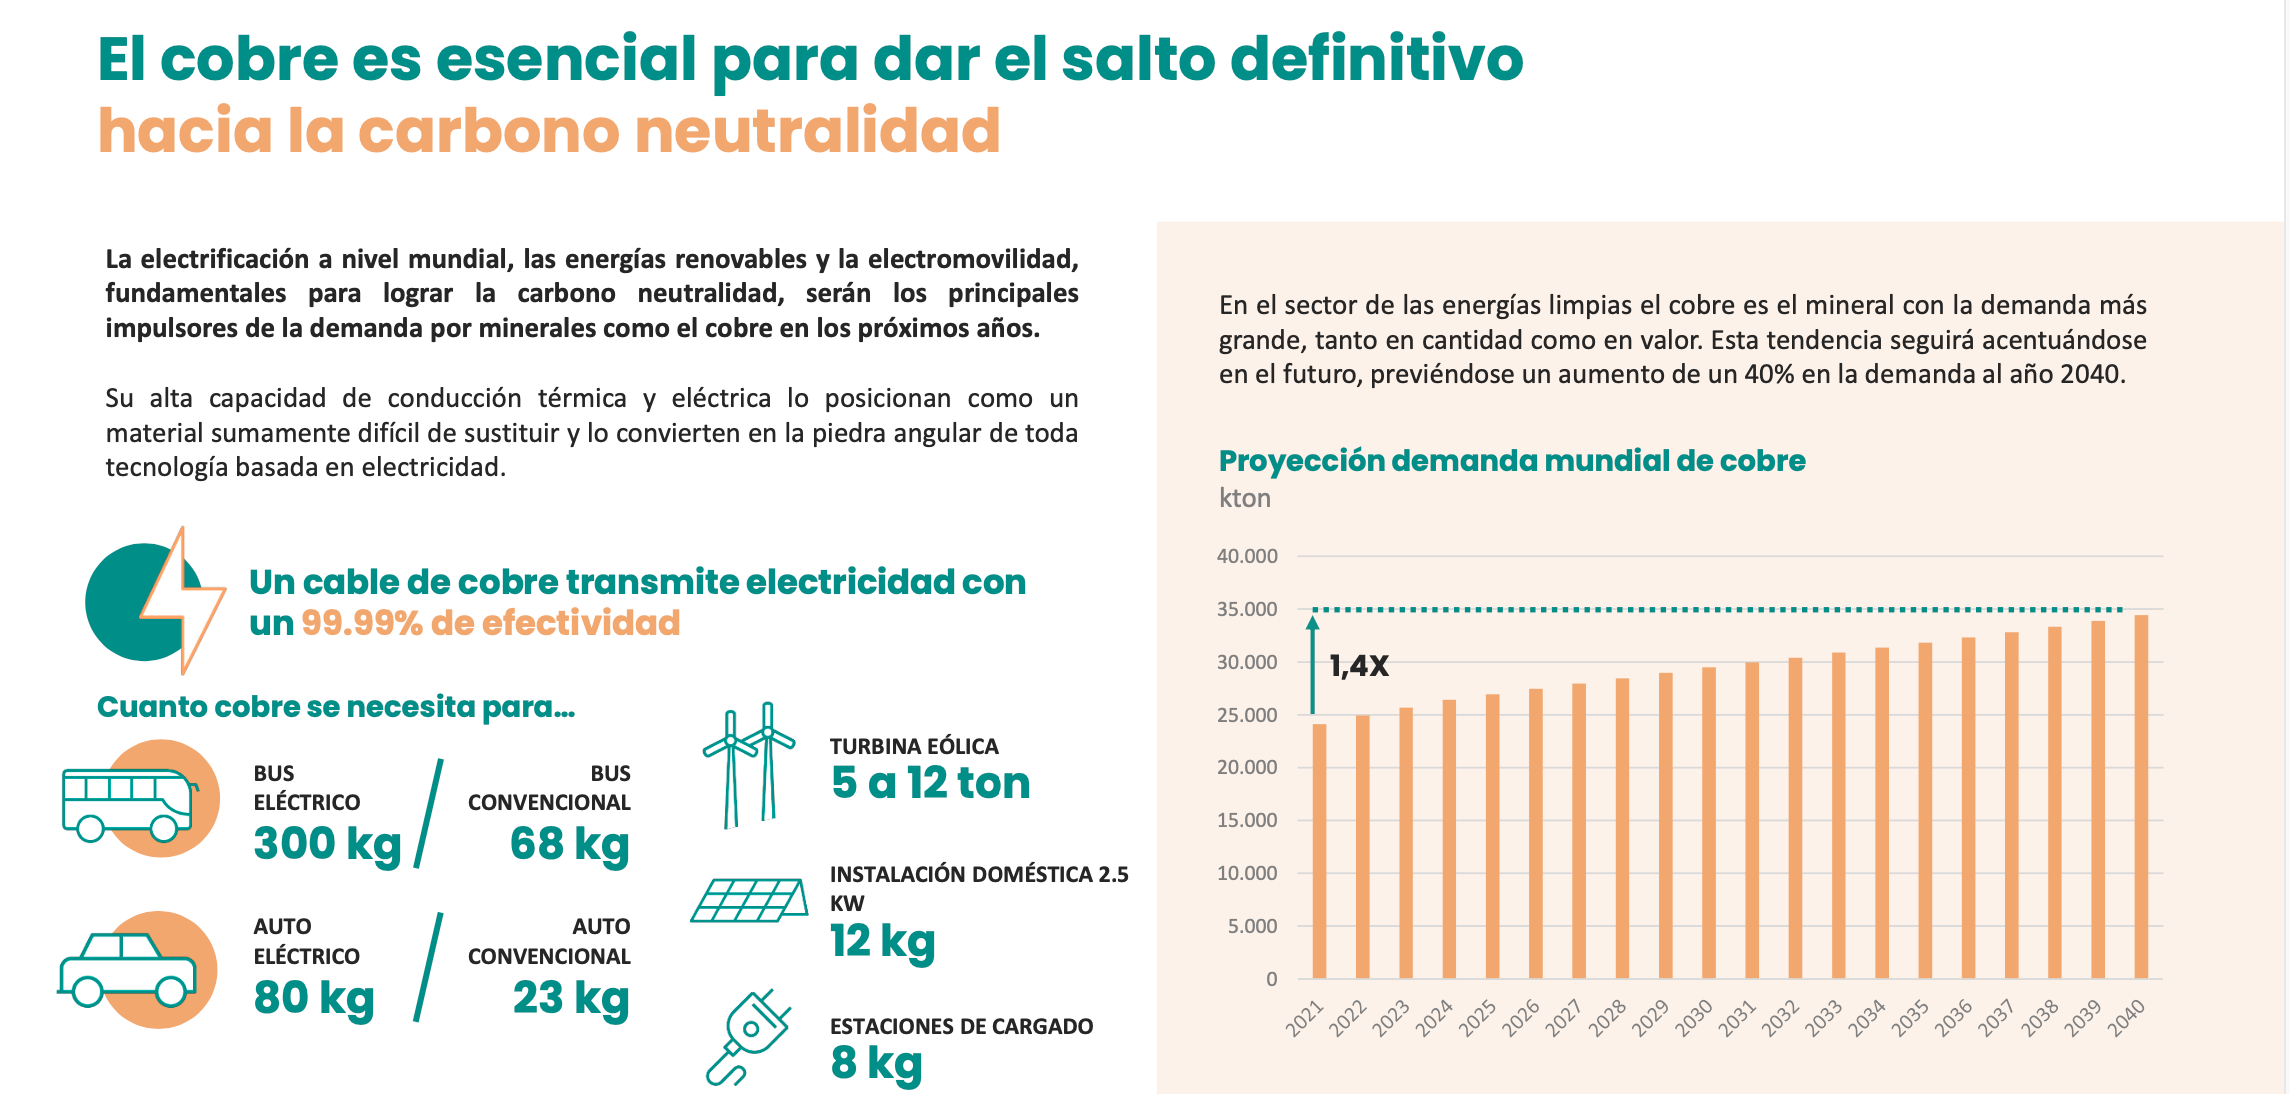 El cobre es esencial para dar el salto definitivo
hacia la carbono neutralidad
La electrificación a nivel mundial, las energías renovables y la electromovilidad,
fundamentales para lograr la carbono neutralidad, serán los principales
impulsores de la demanda por minerales como el cobre en los próximos años.
Su alta capacidad de conducción térmica y eléctrica lo posicionan como un
material sumamente difícil de sustituir y lo convierten en la piedra angular de toda
tecnología basada en electricidad.
Un cable de cobre transmite electricidad con
un 99.99% de efectividad
Cuanto cobre se necesita para...
BUS
ELÉCTRICO
300 kg
BUS
CONVENCIONAL
68 kg
AUTO
ELÉCTRICO
80 kg
AUTO
CONVENCIONAL
23 kg
TURBINA EÓLICA
5 a 12 ton
INSTALACIÓN DOMÉSTICA 2.5
KW
12 kg
ESTACIONES DE CARGADO
8 kg
En el sector de las energías limpias el cobre es el mineral con la demanda más
grande, tanto en cantidad como en valor. Esta tendencia seguirá acentuándose
en el futuro, previéndose un aumento de un 40% en la demanda al año 2040.
Proyección demanda mundial de cobre
kton
40.000
35.000
30.000
25.000
20.000
15.000
10.000
5.000
0
1,4X
2021
2022
2023
2024
2025
2026
2027
2028
2029
2030
2031
2032
2033
2034
2035
2036
2037
2038
2039
2040